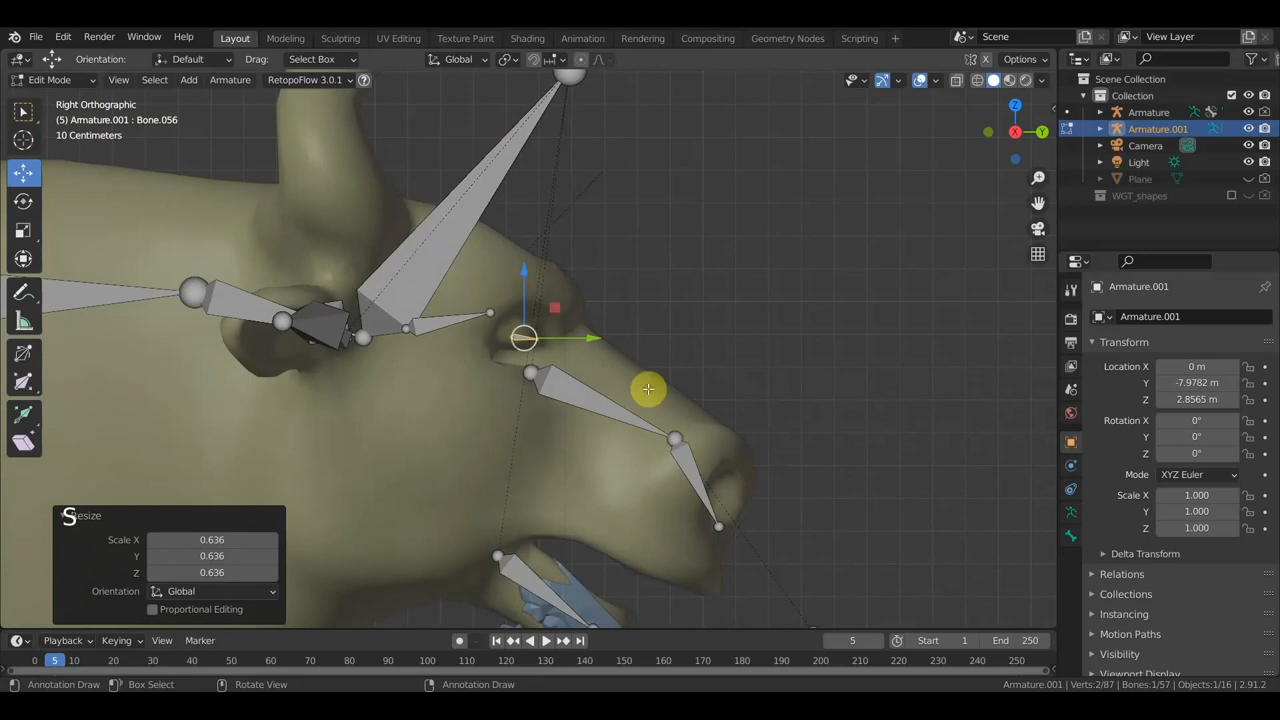 File Edit Render Window Help Layout Modeling Sculpting UV Editing Texture Paint Shading Animation Rendering Compositing Geometry Nodes Scripting + Scene View Layer
Orientation: Default Drag: Select Box Global Options
Edit Mode View Select Add Armature RetopoFlow 3.0.1
Right Orthographic
(5) Armature.001 : Bone.056
10 Centimeters
Z
Y
X
Scene Collection
Collection
Armature
Armature.001
Camera
Light
Plane
WGT_shapes
Armature.001
Armature.001
Transform
Location X 0 m
Y -7.9782 m
Z 2.8565 m
Rotation X 0°
Y 0°
Z 0°
Mode XYZ Euler
Scale X 1.000
Y 1.000
Z 1.000
Delta Transform
Relations
Collections
Instancing
Motion Paths
Visibility
Viewport Display
S
Resize
Scale X 0.636
Y 0.636
Z 0.636
Orientation Global
Proportional Editing
Playback Keying View Marker 5 Start 1 End 250
0 5 10 20 30 40 50 60 70 80 90 100 110 120 130 140 150 160 170 180 190 200 210 220 230 240 250
Annotation Draw Box Select Rotate View Annotation Draw Armature.001 | Verts:2/87 | Bones:1/57 | Objects:1/16 | 2.91.2